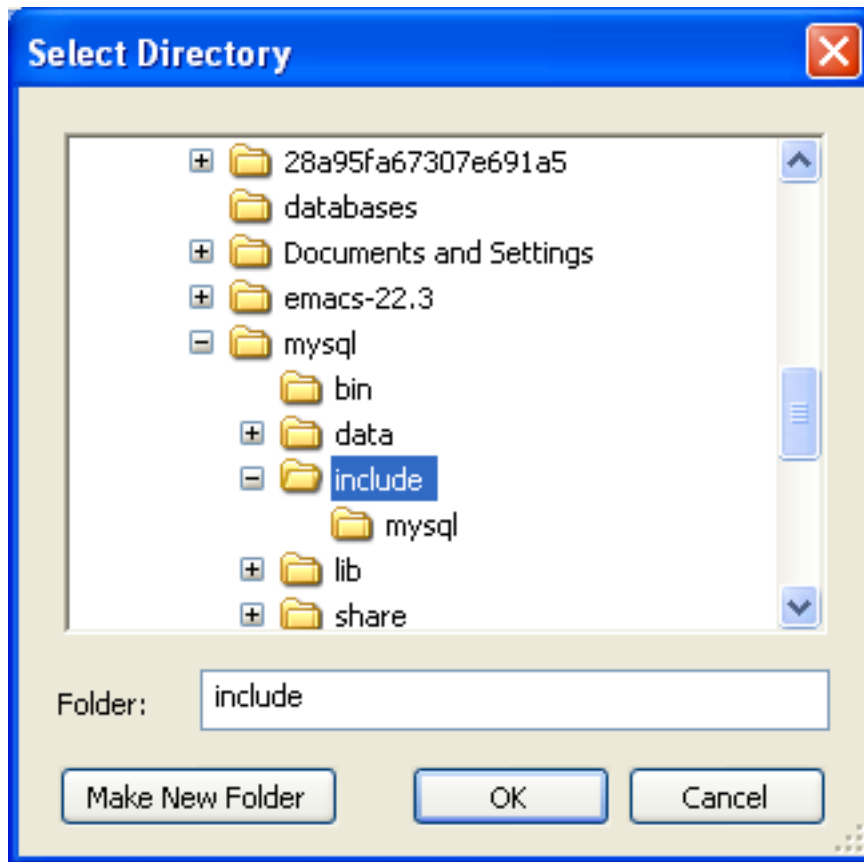 Select Directory
28a95fa67307e691a5
databases
Documents and Settings
emacs-22.3
mysql
bin
data
include
mysql
lib
share
Folder: include
Make New Folder OK Cancel